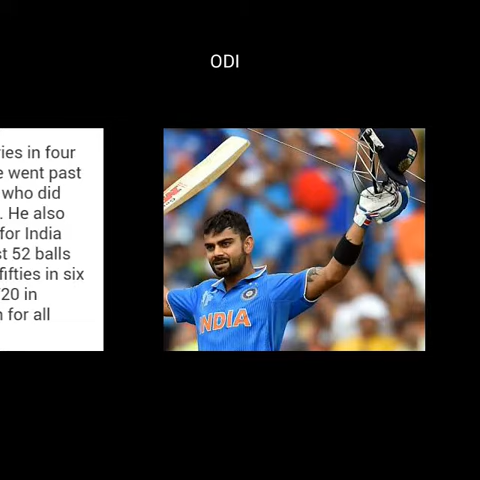 ODI
ies in four
went past
who did
. He also
for India
t 52 balls
fifties in six
20 in
for all
INDIA